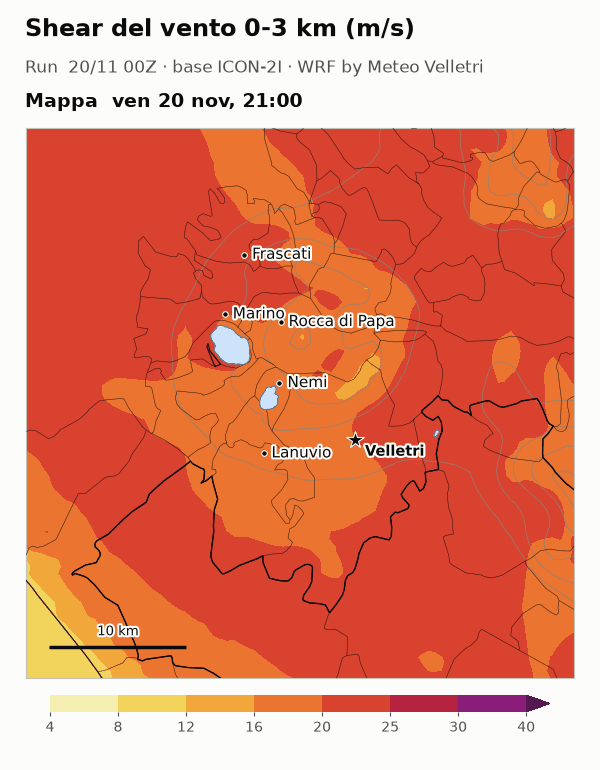 Shear del vento 0-3 km (m/s)
Run  20/11 00Z · base ICON-2I · WRF by Meteo Velletri
Mappa  ven 20 nov, 21:00
Frascati
Marino
Rocca di Papa
Nemi
Velletri
Lanuvio
10 km
4 8 12 16 20 25 30 40